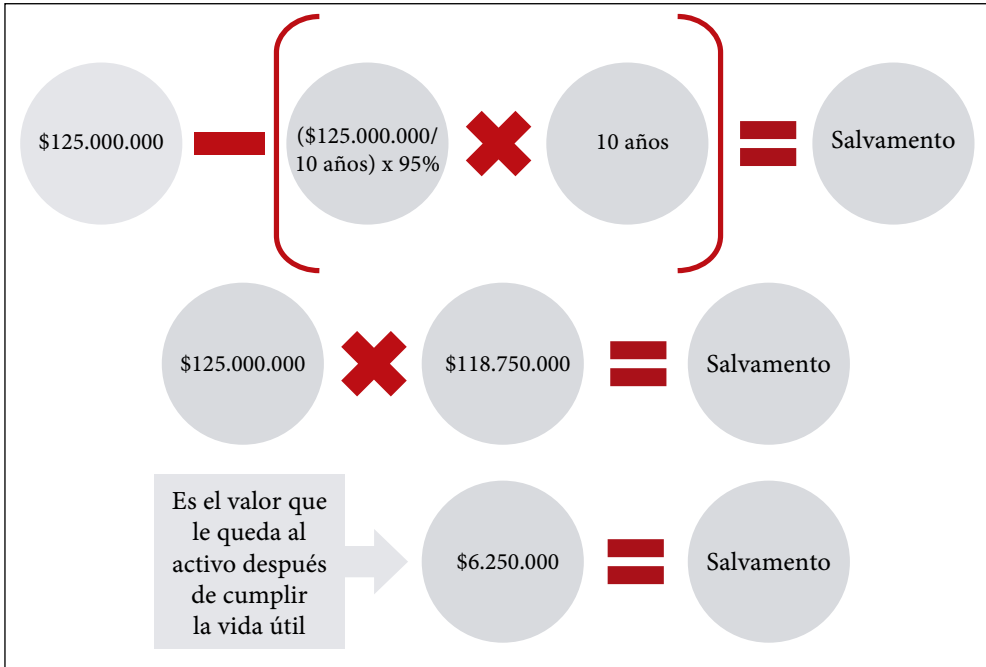 $125.000.000
($125.000.000/
10 años) x 95%
10 años
Salvamento
$125.000.000
$118.750.000
Salvamento
Es el valor que
le queda al
activo después
de cumplir
la vida útil
$6.250.000
Salvamento